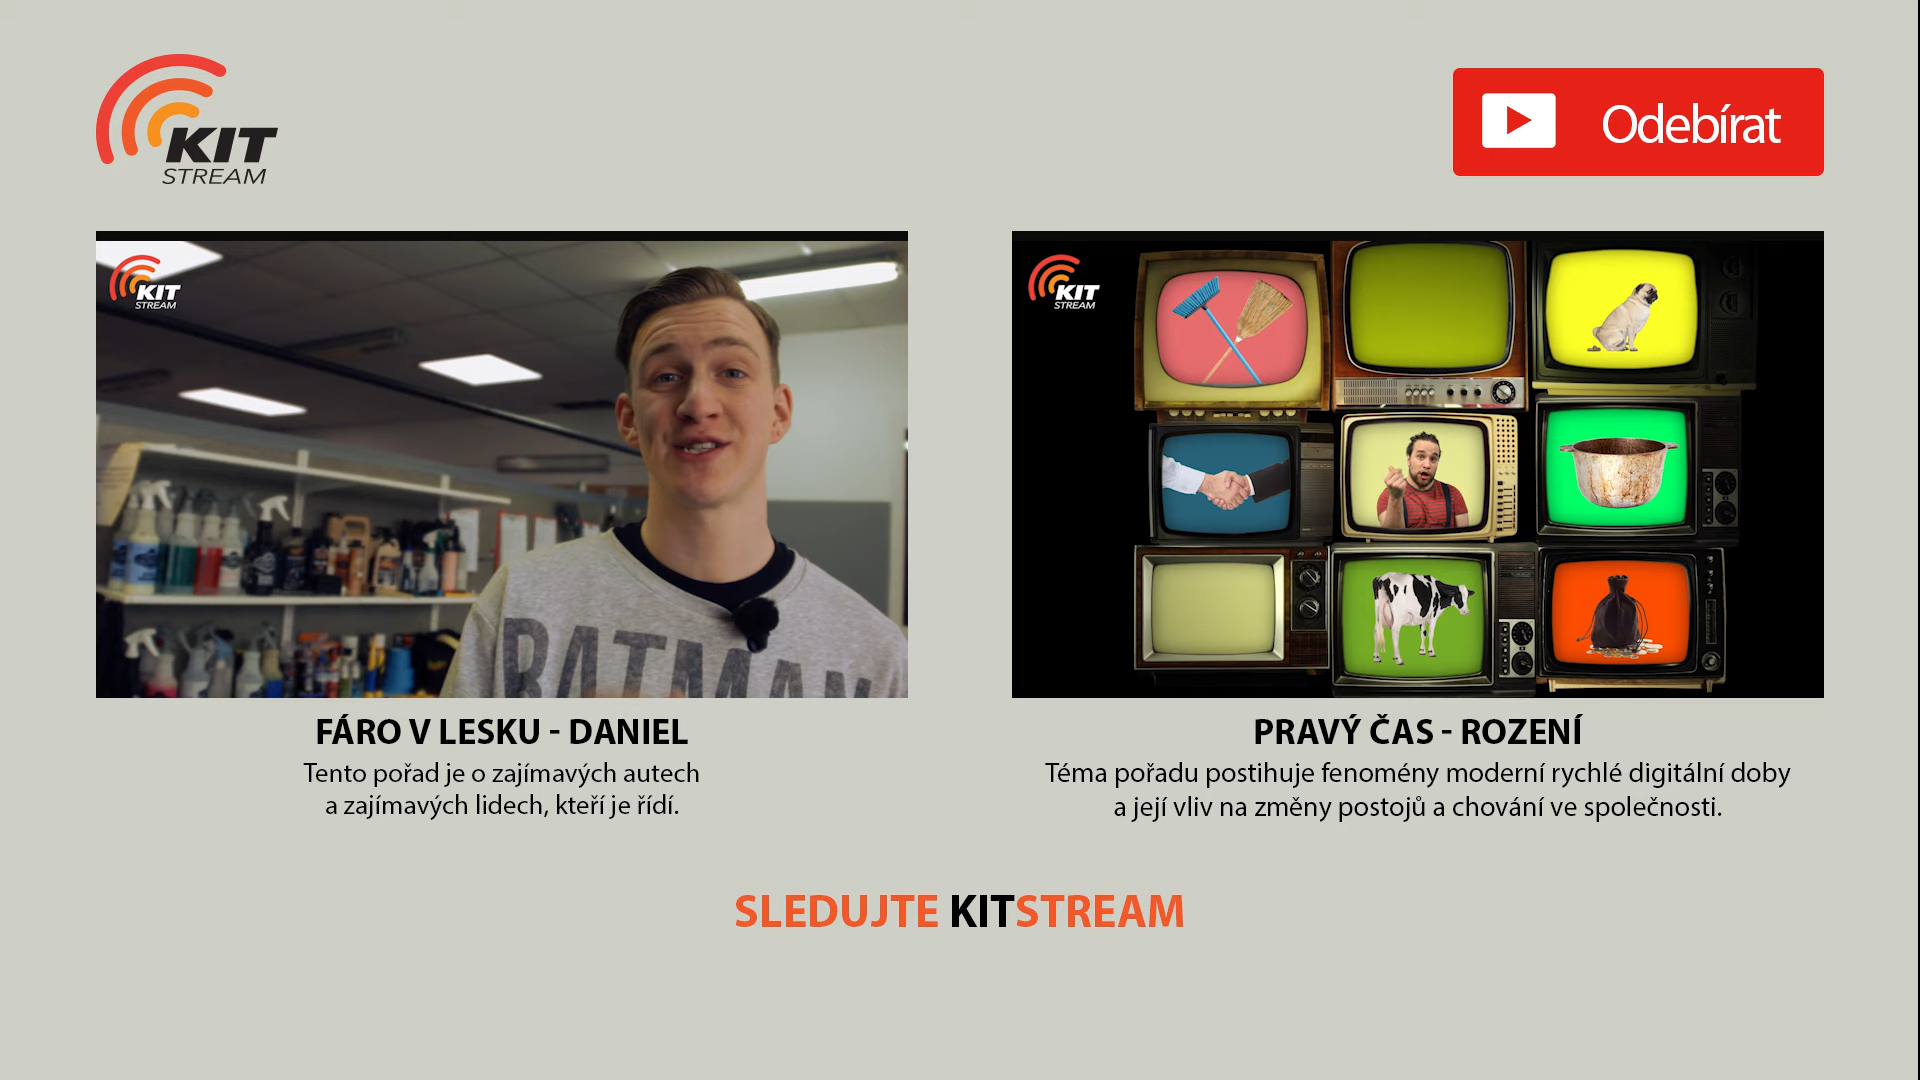 KIT
STREAM
Odebírat
KIT
STREAM
BATMAN
KIT
STREAM
FÁRO V LESKU - DANIEL
Tento pořad je o zajímavých autech
a zajímavých lidech, kteří je řídí.
PRAVÝ ČAS - ROZENÍ
Téma pořadu postihuje fenomény moderní rychlé digitální doby
a její vliv na změny postojů a chování ve společnosti.
SLEDUJTE KITSTREAM